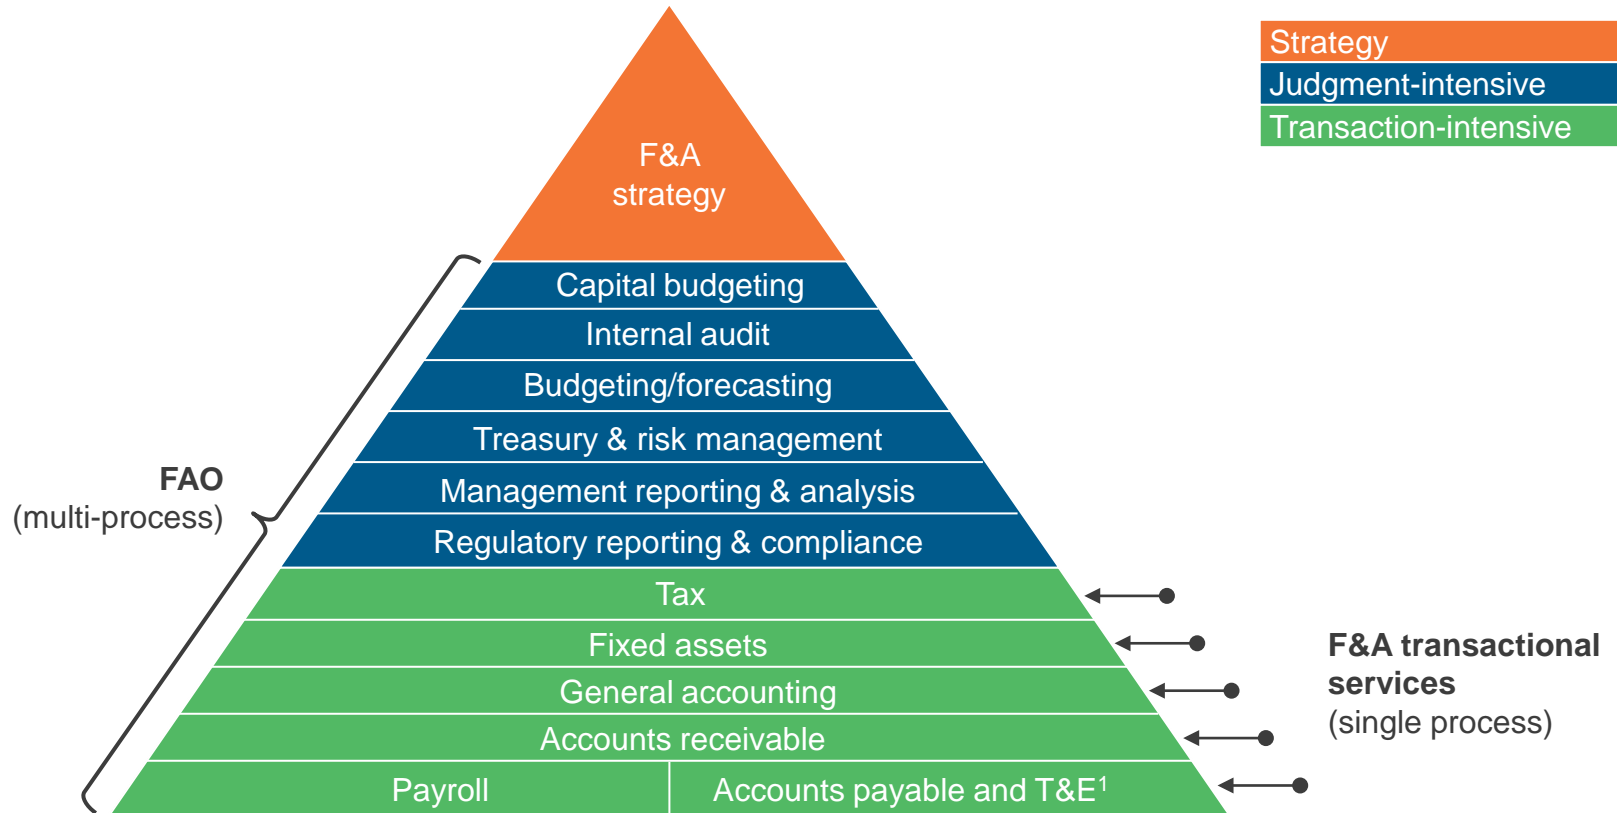 Strategy
Judgment-intensive
Transaction-intensive
F&A
strategy
Capital budgeting
Internal audit
Budgeting/forecasting
Treasury & risk management
Management reporting & analysis
Regulatory reporting & compliance
Tax
Fixed assets
General accounting
Accounts receivable
Payroll
Accounts payable and T&E¹
FAO
(multi-process)
F&A transactional
services
(single process)